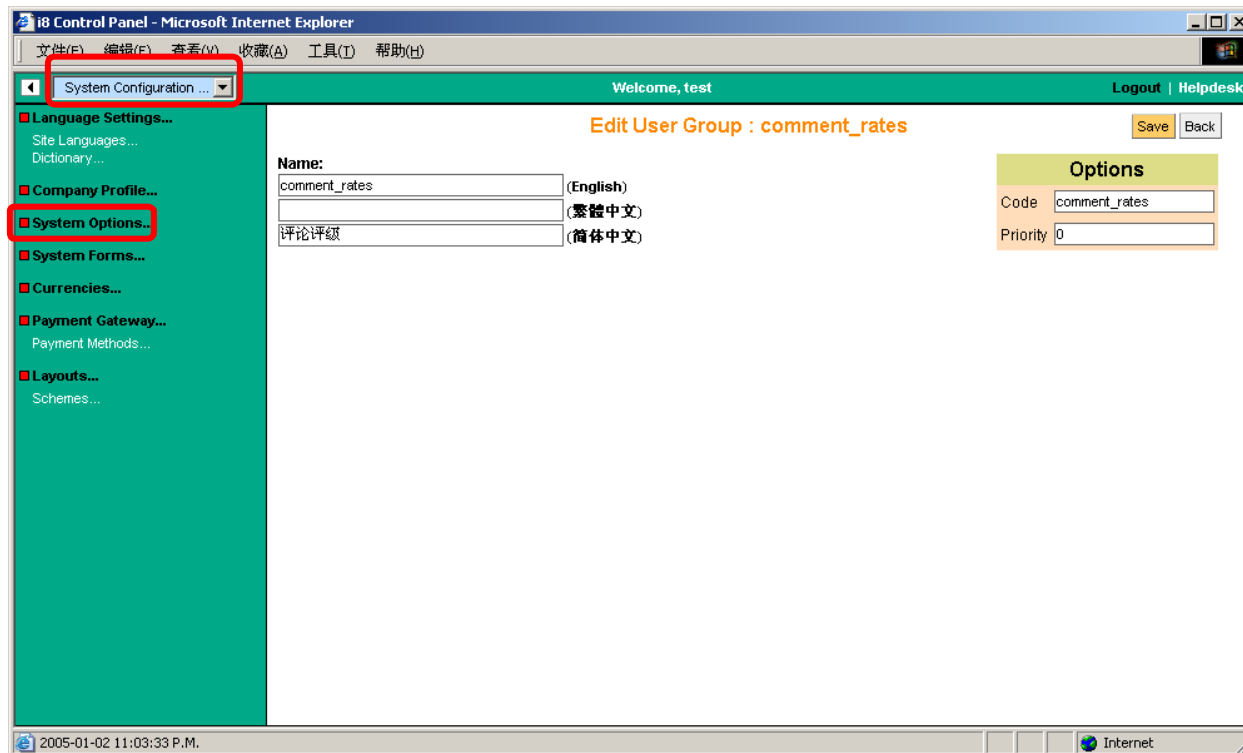 i8 Control Panel - Microsoft Internet Explorer
文件(F) 编辑(E) 查看(V) 收藏(A) 工具(T) 帮助(H)
System Configuration ... Welcome, test Logout | Helpdesk
Language Settings...
Site Languages...
Dictionary...
Company Profile...
System Options...
System Forms...
Currencies...
Payment Gateway...
Payment Methods...
Layouts...
Schemes...
Edit User Group : comment_rates
Save Back
Name:
comment_rates (English)
(繁體中文)
评论评级 (简体中文)
Options
Code comment_rates
Priority 0
2005-01-02 11:03:33 P.M. Internet